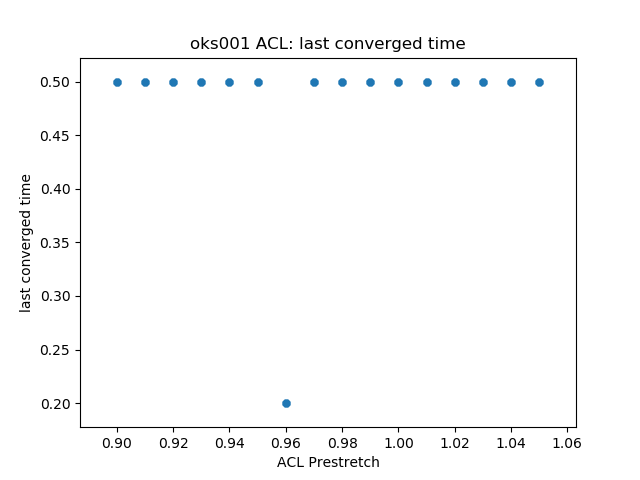 oks001 ACL: last converged time
0.50
0.45
0.40
0.35
0.30
0.25
0.20
last converged time
0.90 0.92 0.94 0.96 0.98 1.00 1.02 1.04 1.06
ACL Prestretch